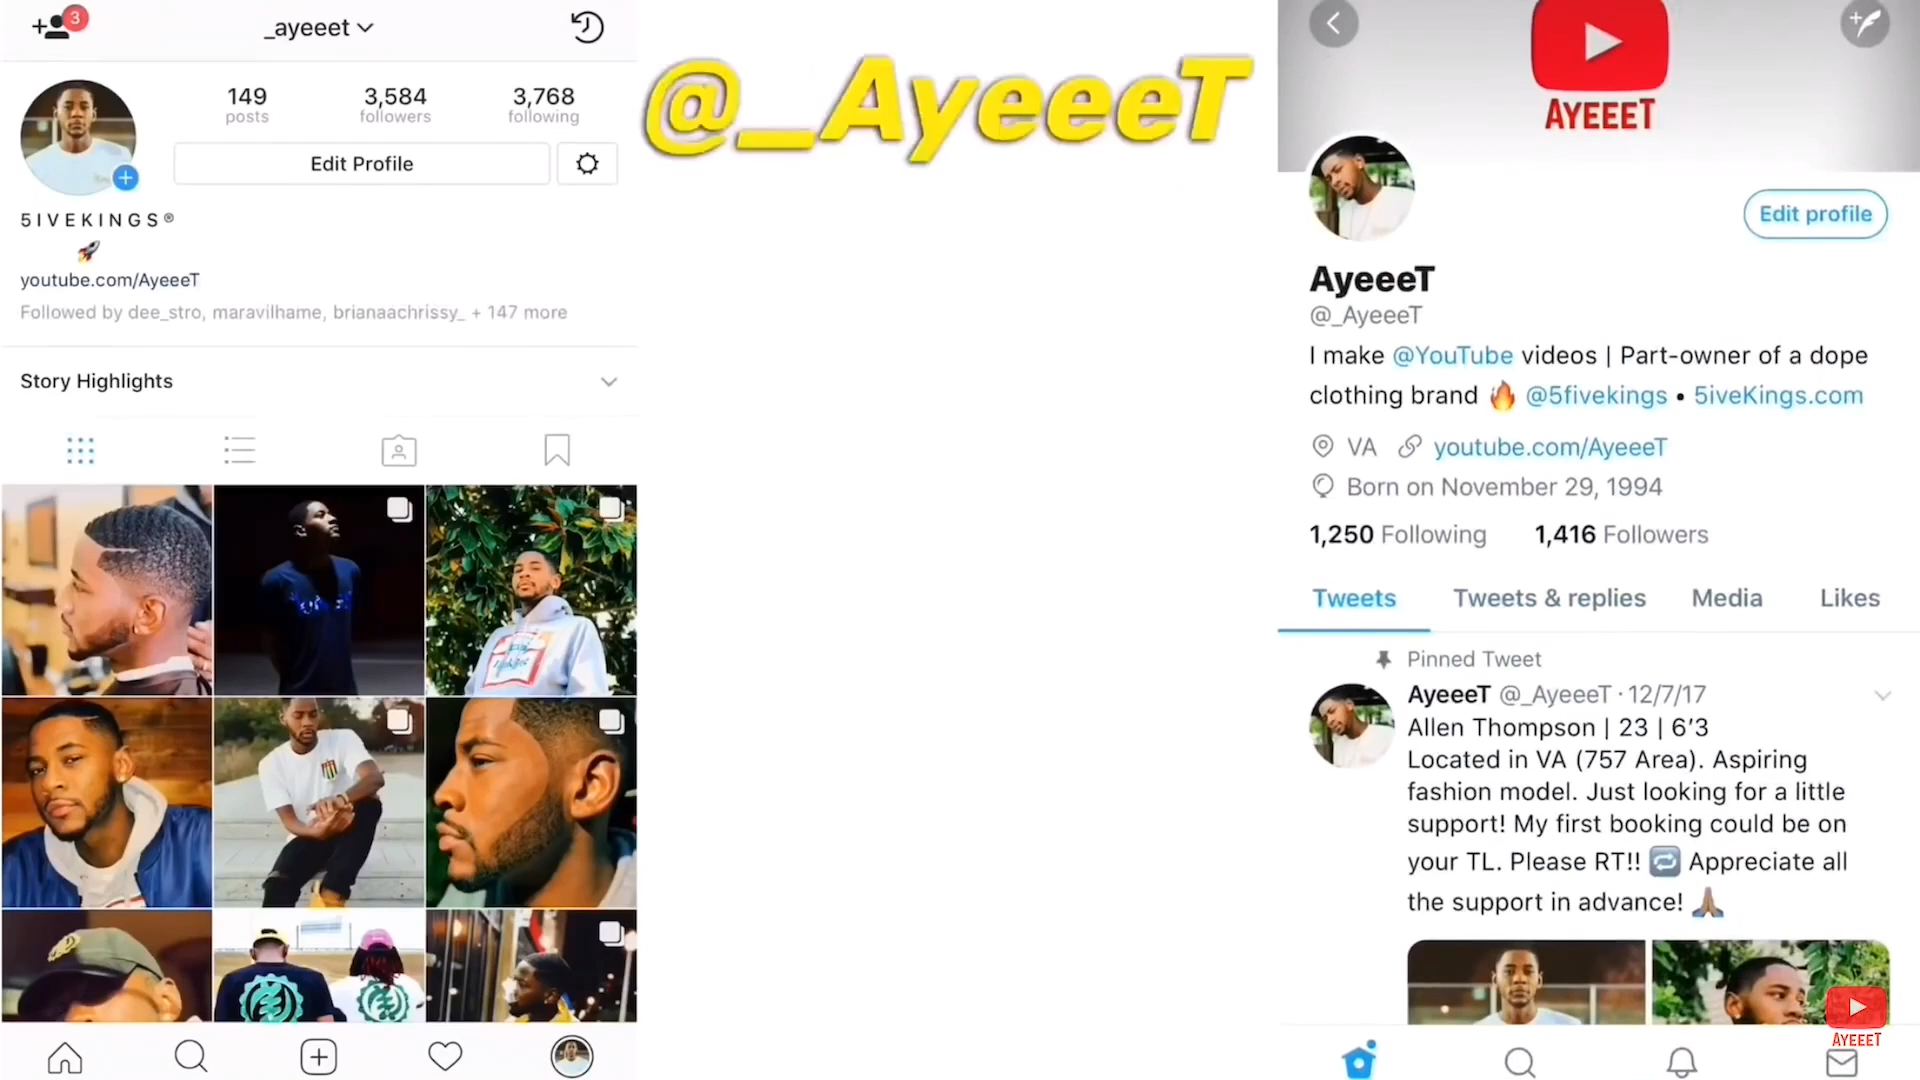 3
_ayeeet
149
posts
3,584
followers
3,768
following
Edit Profile
5IVEKINGS®
youtube.com/AyeeeT
Followed by dee_stro, maravilhame, brianaachrissy_ + 147 more
Story Highlights
@_AyeeeT
AYEEET
Edit profile
AyeeeT
@_AyeeeT
I make @YouTube videos | Part-owner of a dope
clothing brand 🔥 @5fivekings • 5iveKings.com
VA youtube.com/AyeeeT
Born on November 29, 1994
1,250 Following 1,416 Followers
Tweets Tweets & replies Media Likes
Pinned Tweet
AyeeeT @_AyeeeT · 12/7/17
Allen Thompson | 23 | 6’3
Located in VA (757 Area). Aspiring
fashion model. Just looking for a little
support! My first booking could be on
your TL. Please RT!! 🔁 Appreciate all
the support in advance! 🙏🏽
AYEEET